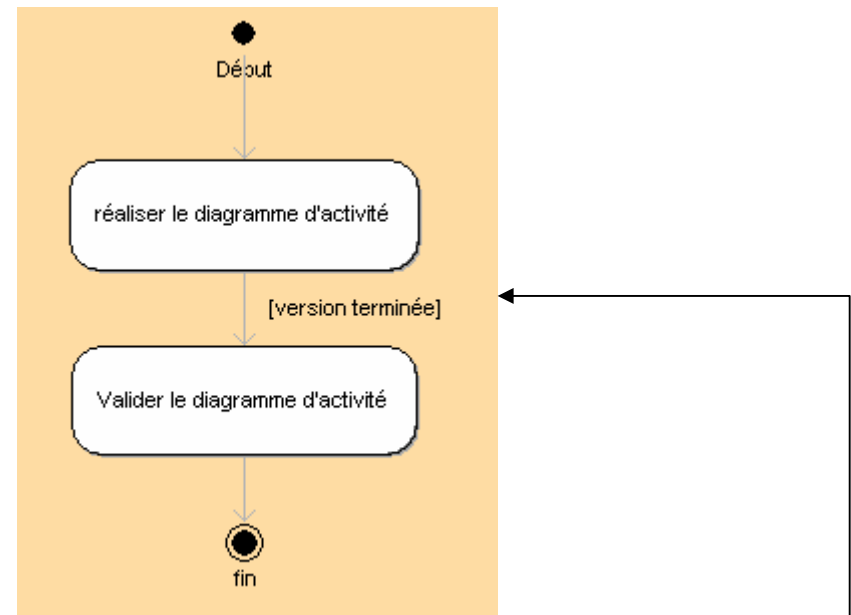 Début
réaliser le diagramme d'activité
[version terminée]
Valider le diagramme d'activité
fin